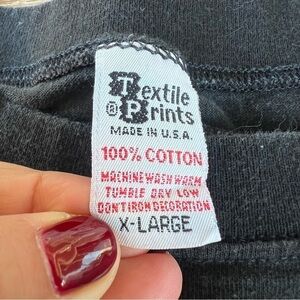 Textile
® Prints
MADE IN U.S.A.
100% COTTON
MACHINE WASH WARM
TUMBLE DRY LOW
DON'T IRON DECORATION
X-LARGE